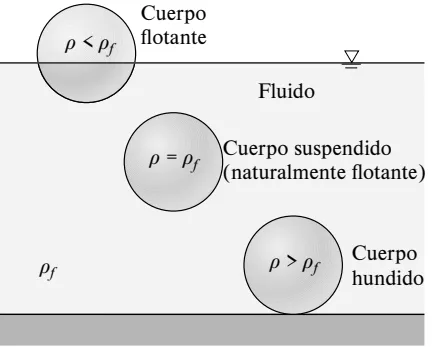 Cuerpo
flotante
ρ < ρf
Fluido
ρ = ρf
Cuerpo suspendido
(naturalmente flotante)
ρf
ρ > ρf
Cuerpo
hundido